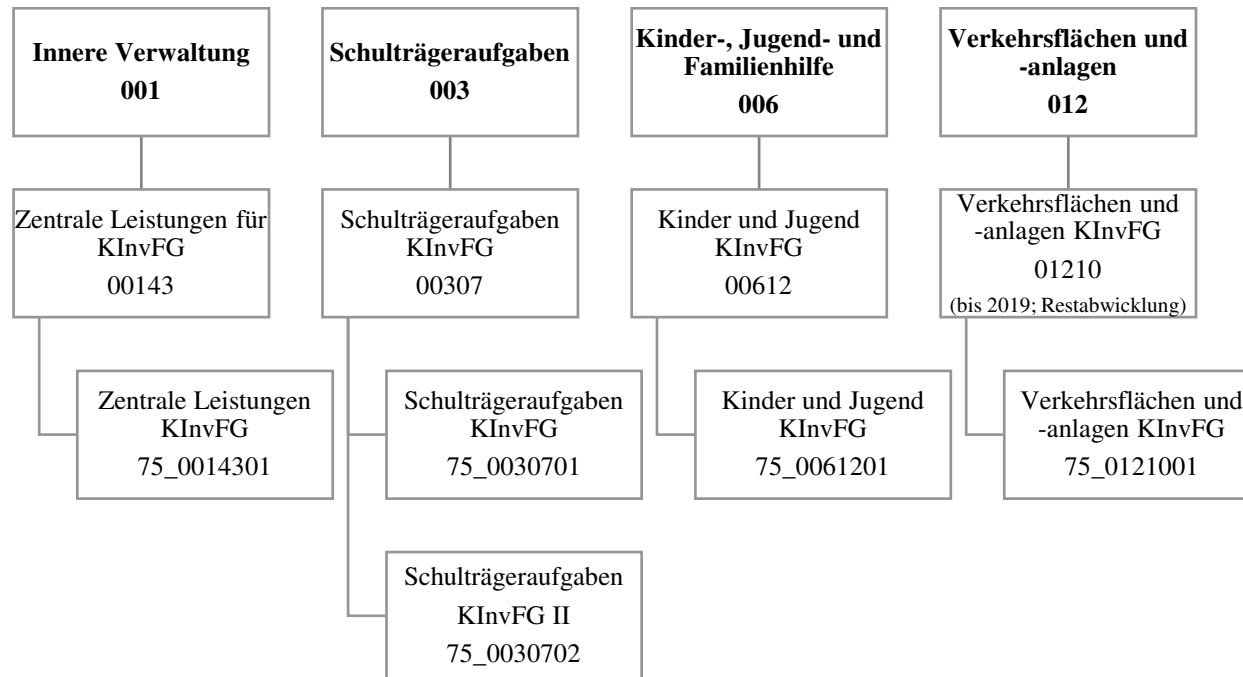 Innere Verwaltung
001
Schulträgeraufgaben
003
Kinder-, Jugend- und
Familienhilfe
006
Verkehrsflächen und
-anlagen
012
Zentrale Leistungen für
KInvFG
00143
Schulträgeraufgaben
KInvFG
00307
Kinder und Jugend
KInvFG
00612
Verkehrsflächen und
-anlagen KInvFG
01210
(bis 2019; Restabwicklung)
Zentrale Leistungen
KInvFG
75_0014301
Schulträgeraufgaben
KInvFG
75_0030701
Kinder und Jugend
KInvFG
75_0061201
Verkehrsflächen und
-anlagen KInvFG
75_0121001
Schulträgeraufgaben
KInvFG II
75_0030702